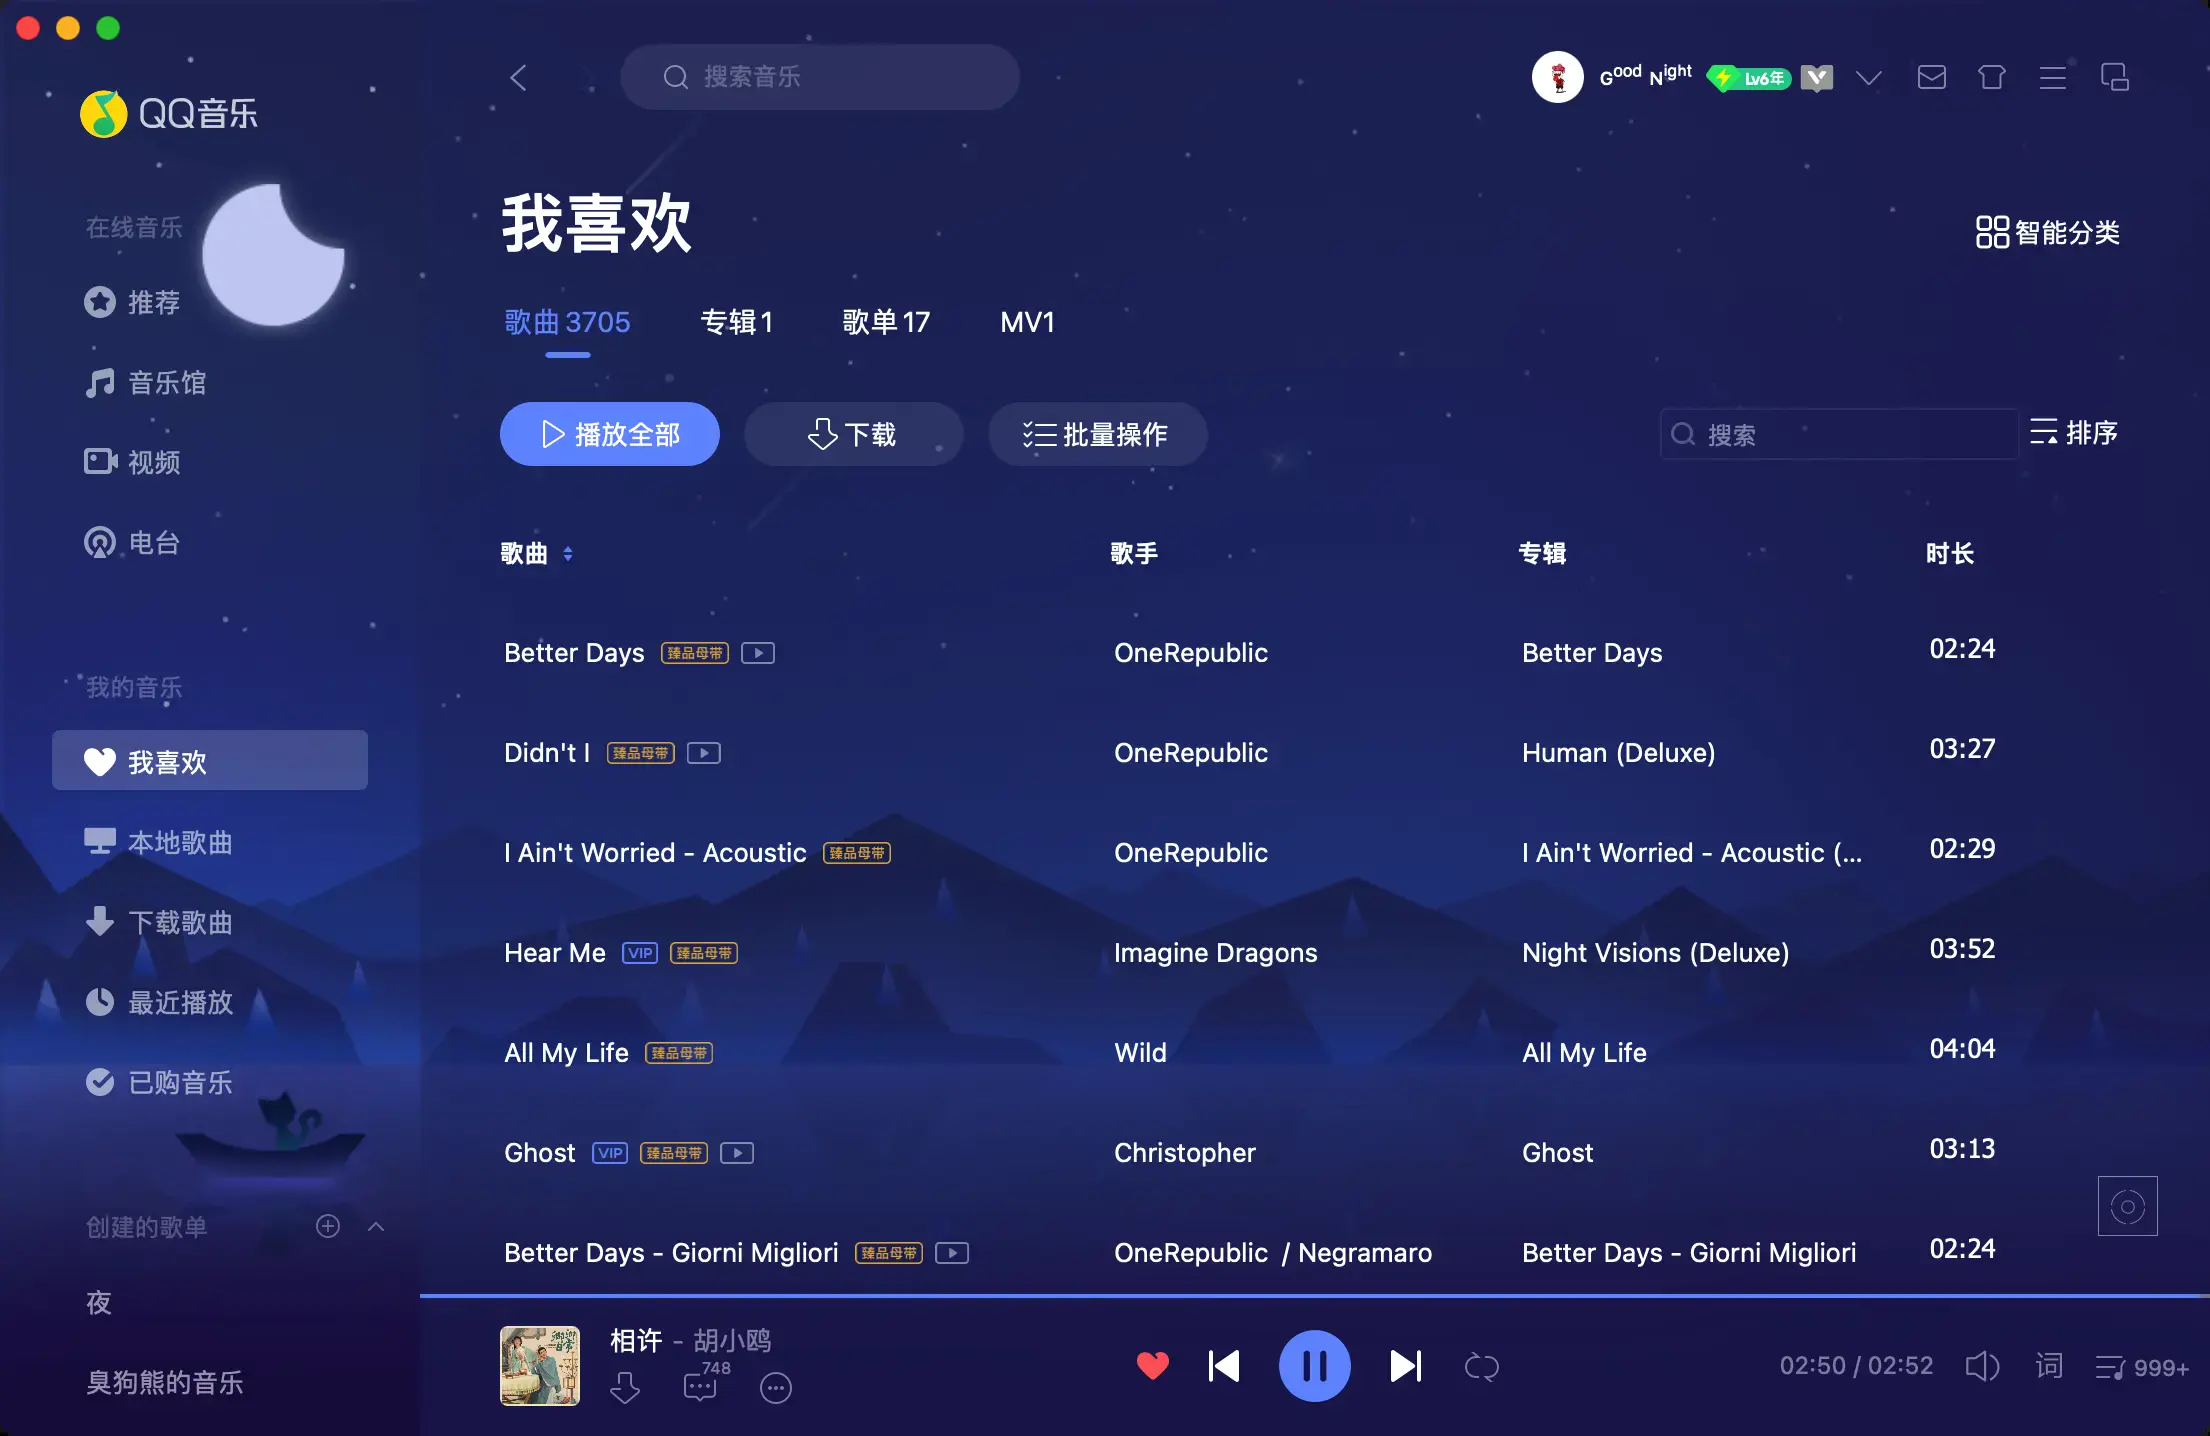 QQ音乐
搜索音乐
Good Night Lv6年
在线音乐
推荐
音乐馆
视频
电台
我的音乐
我喜欢
本地歌曲
下载歌曲
最近播放
已购音乐
创建的歌单
夜
臭狗熊的音乐
我喜欢
智能分类
歌曲 3705 专辑 1 歌单 17 MV1
播放全部 下载 批量操作 搜索 排序
歌曲 歌手 专辑 时长
Better Days 臻品母带 OneRepublic Better Days 02:24
Didn't I 臻品母带 OneRepublic Human (Deluxe) 03:27
I Ain't Worried - Acoustic 臻品母带 OneRepublic I Ain't Worried - Acoustic (... 02:29
Hear Me VIP 臻品母带 Imagine Dragons Night Visions (Deluxe) 03:52
All My Life 臻品母带 Wild All My Life 04:04
Ghost VIP 臻品母带 Christopher Ghost 03:13
Better Days - Giorni Migliori 臻品母带 OneRepublic / Negramaro Better Days - Giorni Migliori 02:24
相许 - 胡小鸥
748
02:50 / 02:52 词 999+